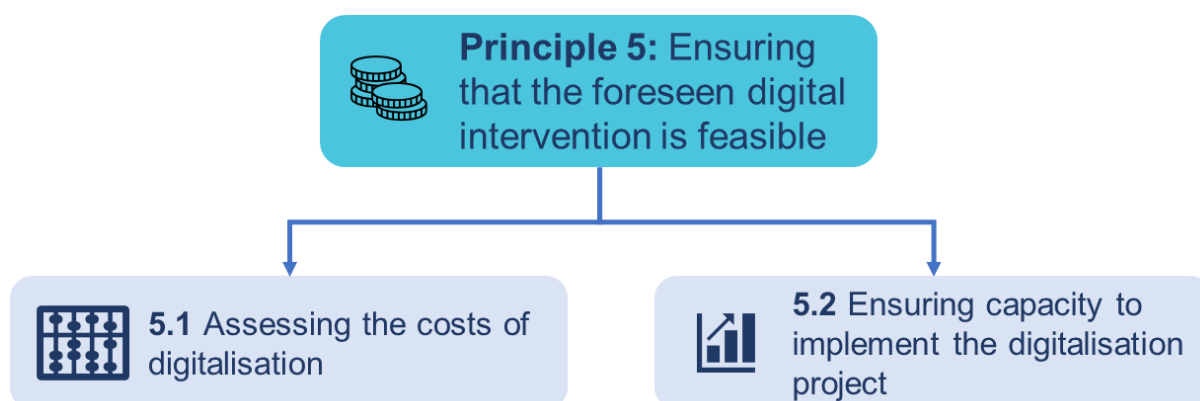 Principle 5: Ensuring
that the foreseen digital
intervention is feasible
5.1 Assessing the costs of
digitalisation
5.2 Ensuring capacity to
implement the digitalisation
project